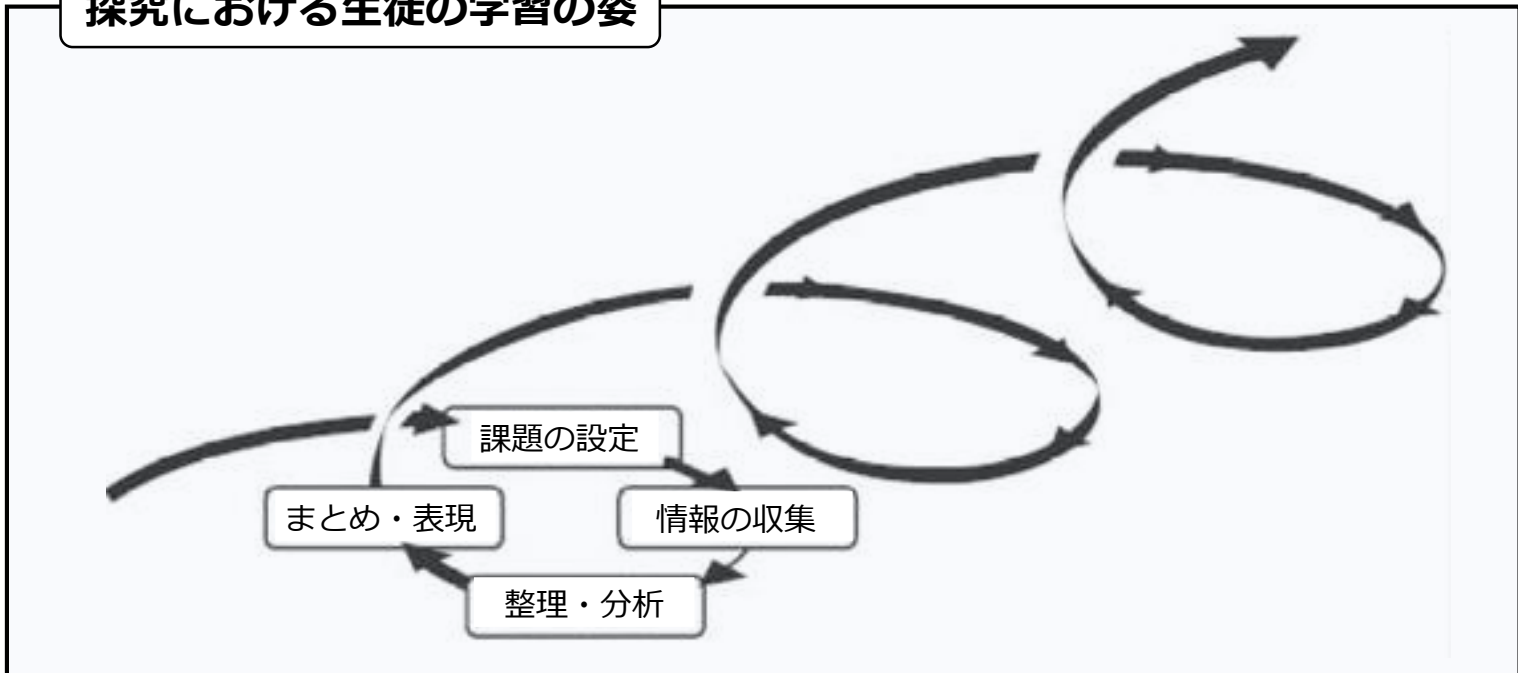 探究における生徒の学習の姿
課題の設定
まとめ・表現
情報の収集
整理・分析